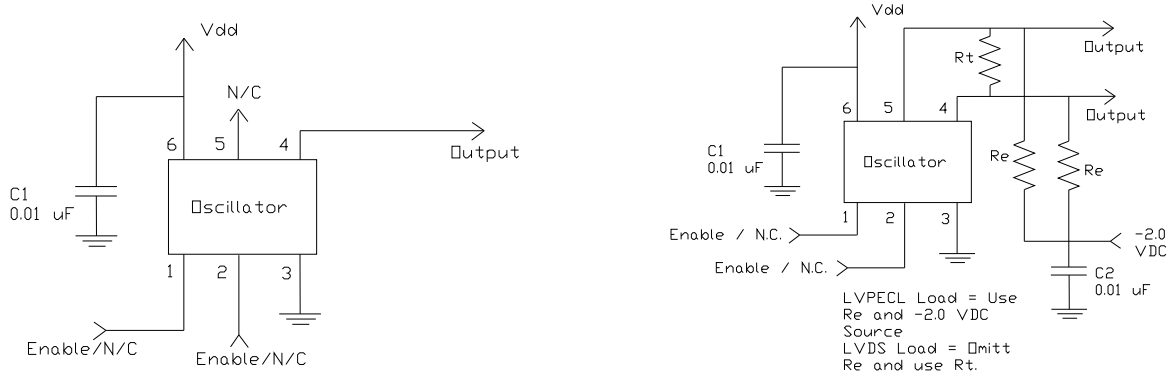 Vdd
N/C
6
5
4
Output
C1
0.01 uF
Oscillator
1
2
3
Enable/N/C
Enable/N/C
Vdd
Output
Rt
6
5
4
Output
C1
0.01 uF
Oscillator
Re
Re
1
2
3
Enable / N.C.
-2.0
VDC
Enable / N.C.
C2
0.01 uF
LVPECL Load = Use
Re and -2.0 VDC
Source
LVDS Load = Omitt
Re and use Rt.